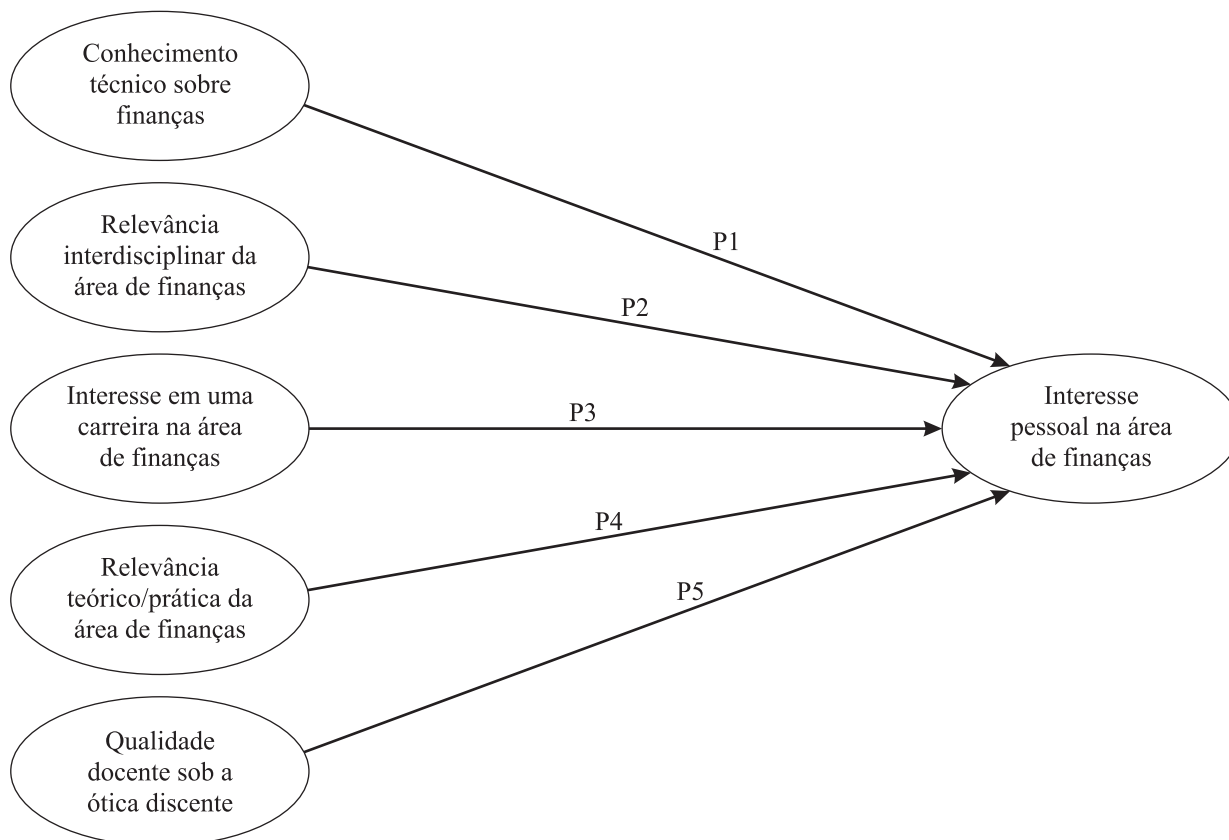 Conhecimento
técnico sobre
finanças
Relevância
interdisciplinar da
área de finanças
Interesse em uma
carreira na área
de finanças
Relevância
teórico/prática da
área de finanças
Qualidade
docente sob a
ótica discente
P1
P2
P3
P4
P5
Interesse
pessoal na área
de finanças